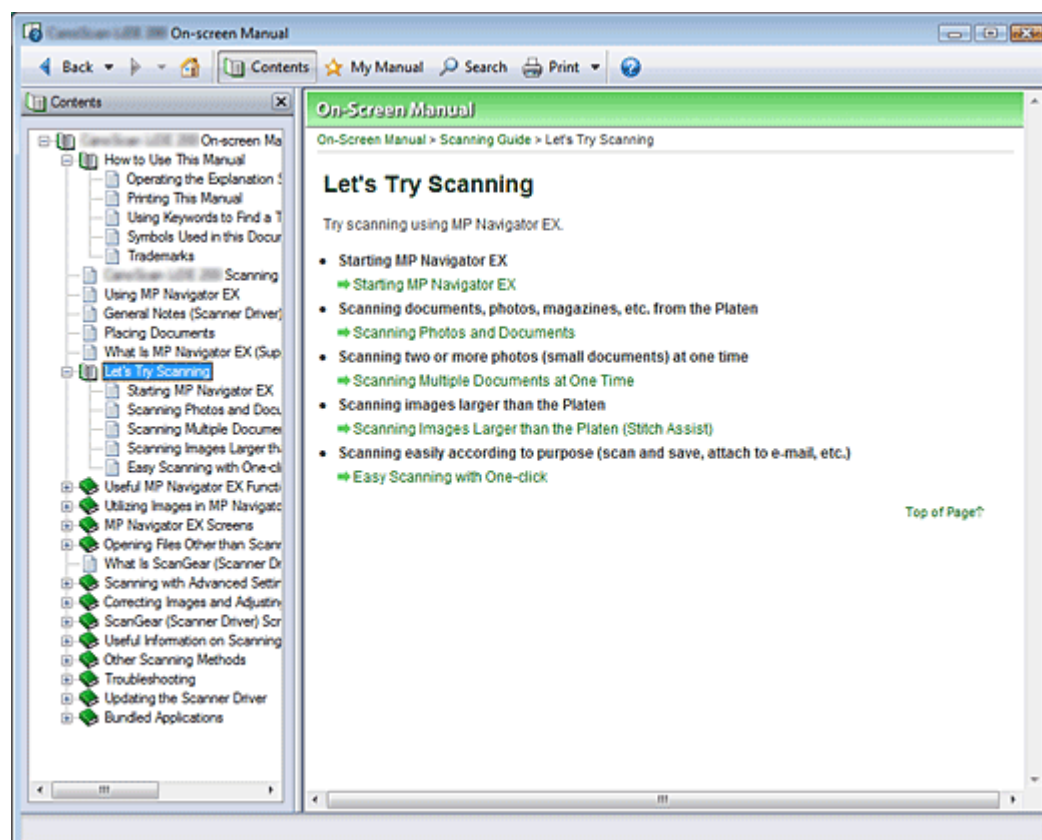 On-screen Manual
Back My Manual Search Print
Contents
Contents
On-screen Ma
How to Use This Manual
Operating the Explanation S
Printing This Manual
Using Keywords to Find a T
Symbols Used in this Docur
Trademarks
Scanning
Using MP Navigator EX
General Notes (Scanner Driver)
Placing Documents
What Is MP Navigator EX (Sup
Let's Try Scanning
Starting MP Navigator EX
Scanning Photos and Docu
Scanning Multiple Documen
Scanning Images Larger tha
Easy Scanning with One-cli
Useful MP Navigator EX Functi
Utilizing Images in MP Navigato
MP Navigator EX Screens
Opening Files Other than Scann
What Is ScanGear (Scanner Dr
Scanning with Advanced Settin
Correcting Images and Adjusting
ScanGear (Scanner Driver) Scr
Useful Information on Scanning
Other Scanning Methods
Troubleshooting
Updating the Scanner Driver
Bundled Applications
On-Screen Manual
On-Screen Manual > Scanning Guide > Let's Try Scanning
Let's Try Scanning
Try scanning using MP Navigator EX.
Starting MP Navigator EX
Starting MP Navigator EX
Scanning documents, photos, magazines, etc. from the Platen
Scanning Photos and Documents
Scanning two or more photos (small documents) at one time
Scanning Multiple Documents at One Time
Scanning images larger than the Platen
Scanning Images Larger than the Platen (Stitch Assist)
Scanning easily according to purpose (scan and save, attach to e-mail, etc.)
Easy Scanning with One-click
Top of Page